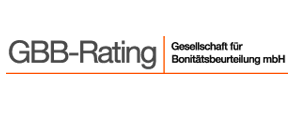 GBB-Rating
Gesellschaft für
Bonitätsbeurteilung mbH